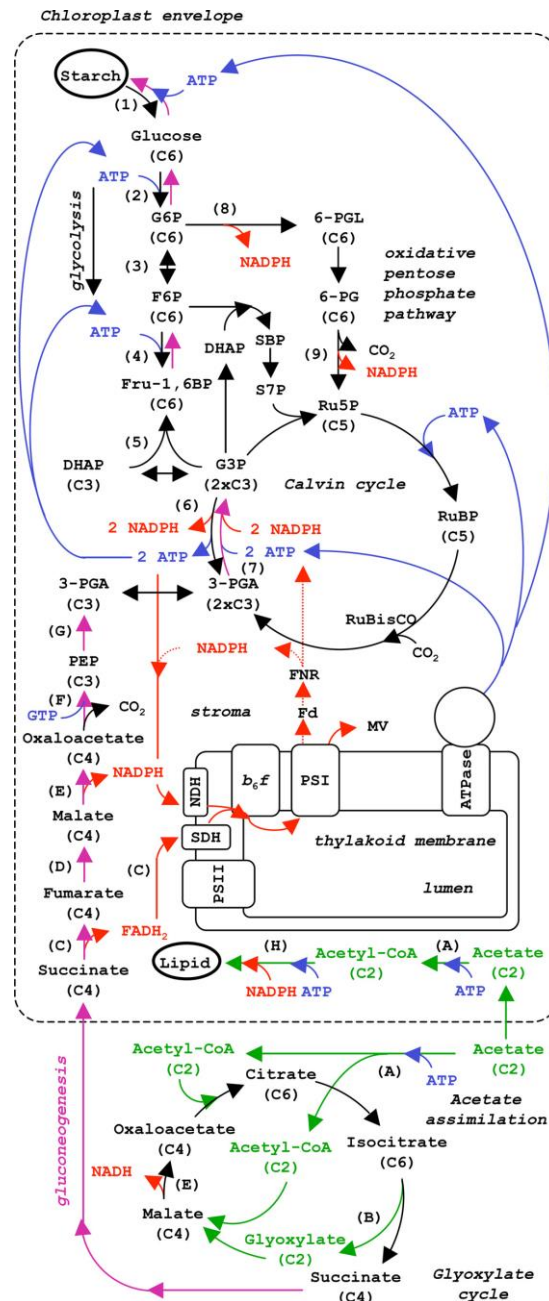 Chloroplast envelope
Starch
ATP
(1)
Glucose
(C6)
ATP
(2)
glycolysis
G6P
(C6)
(8)
6-PGL
(C6)
NADPH
(3)
oxidative
pentose
phosphate
pathway
F6P
(C6)
6-PG
(C6)
ATP
(4)
DHAP
SBP
(9)
CO2
NADPH
Fru-1,6BP
(C6)
S7P
Ru5P
(C5)
ATP
(5)
DHAP
(C3)
G3P
(2xC3)
Calvin cycle
(6)
2 NADPH
2 NADPH
RuBP
(C5)
2 ATP
2 ATP
(7)
3-PGA
(C3)
3-PGA
(2xC3)
RuBisCO
CO2
(G)
NADPH
FNR
PEP
(C3)
(F)
GTP
CO2
stroma
Fd
MV
Oxaloacetate
(C4)
(E)
NADPH
NDH
b6f
PSI
ATPase
Malate
(C4)
SDH
thylakoid membrane
(D)
(C)
PSII
lumen
Fumarate
(C4)
(C)
FADH2
Succinate
(C4)
Lipid
(H)
NADPH
ATP
Acetyl-CoA
(C2)
(A)
ATP
Acetate
(C2)
gluconeogenesis
Acetyl-CoA
(C2)
(A)
ATP
Acetate
(C2)
Citrate
(C6)
Acetate
assimilation
Oxaloacetate
(C4)
Acetyl-CoA
(C2)
Isocitrate
(C6)
NADH
(E)
Malate
(C4)
Glyoxylate
(C2)
(B)
Succinate
(C4)
Glyoxylate
cycle